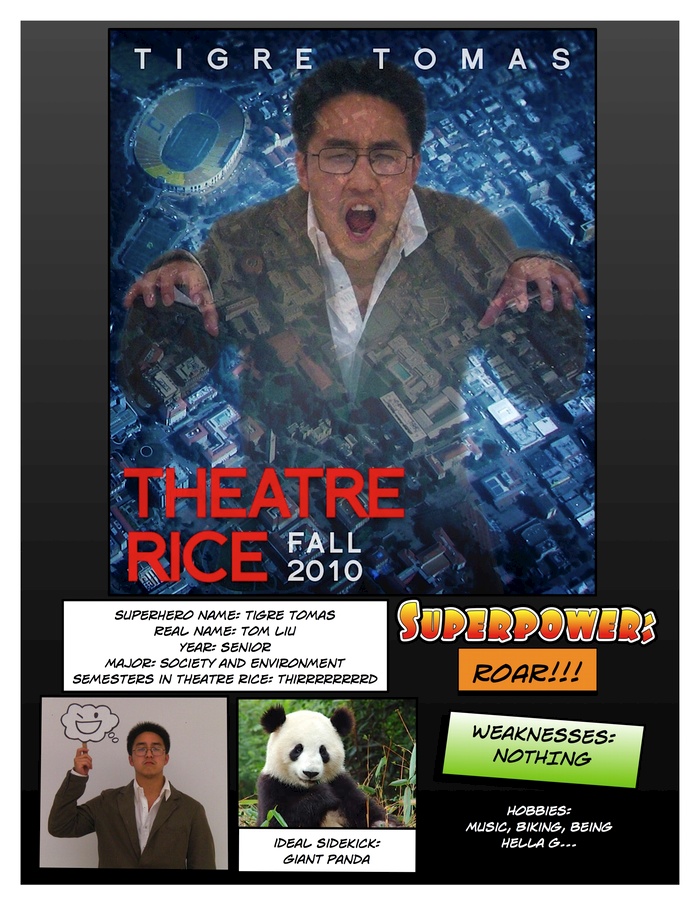 TIGRE TOMAS
THEATRE
RICE FALL
2010
SUPERHERO NAME: TIGRE TOMAS
REAL NAME: TOM LIU
YEAR: SENIOR
MAJOR: SOCIETY AND ENVIRONMENT
SEMESTERS IN THEATRE RICE: THIRRRRRRRRD
SUPERPOWER:
ROAR!!!
WEAKNESSES:
NOTHING
IDEAL SIDEKICK:
GIANT PANDA
HOBBIES:
MUSIC, BIKING, BEING
HELLA G...